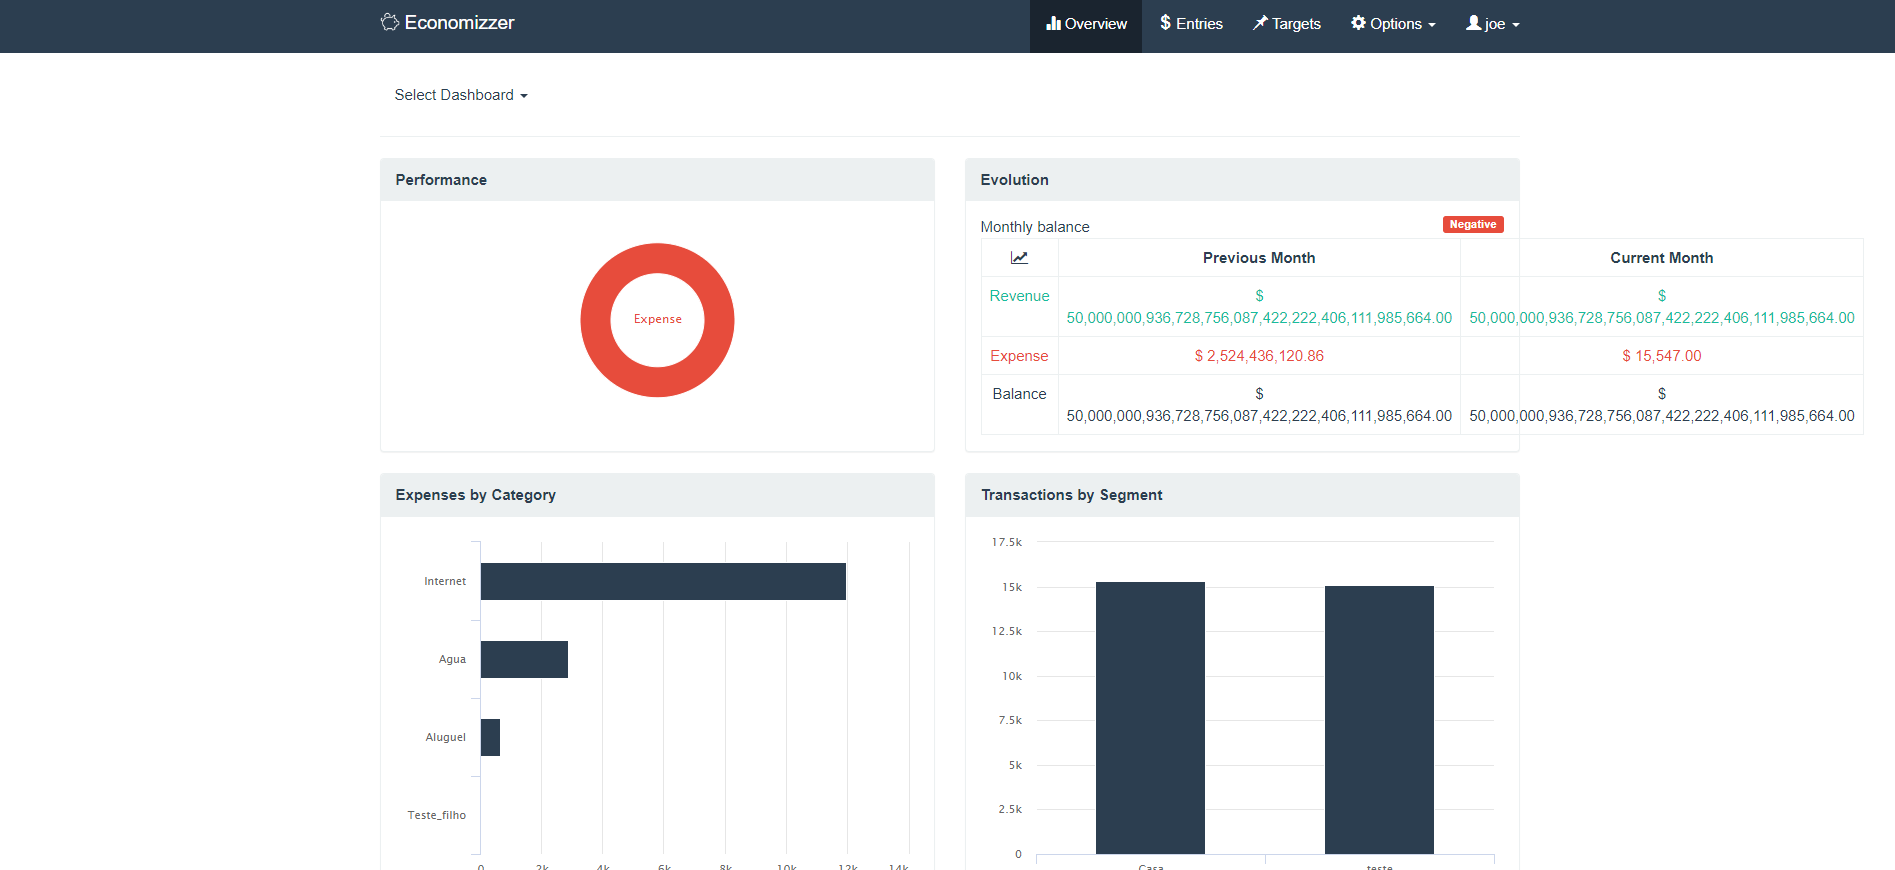 Economizzer
Overview
Entries
Targets
Options
joe
Select Dashboard
Performance
Expense
Evolution
Monthly balance
Negative
Previous Month Current Month
Revenue $ 50,000,000,936,728,756,087,422,222,406,111,985,664.00 $ 50,000,000,936,728,756,087,422,222,406,111,985,664.00
Expense $ 2,524,436,120.86 $ 15,547.00
Balance $ 50,000,000,936,728,756,087,422,222,406,111,985,664.00 $ 50,000,000,936,728,756,087,422,222,406,111,985,664.00
Expenses by Category
Internet
Agua
Aluguel
Teste_filho
0 2k 4k 6k 8k 10k 12k 14k
Transactions by Segment
17.5k
15k
12.5k
10k
7.5k
5k
2.5k
0
Casa teste